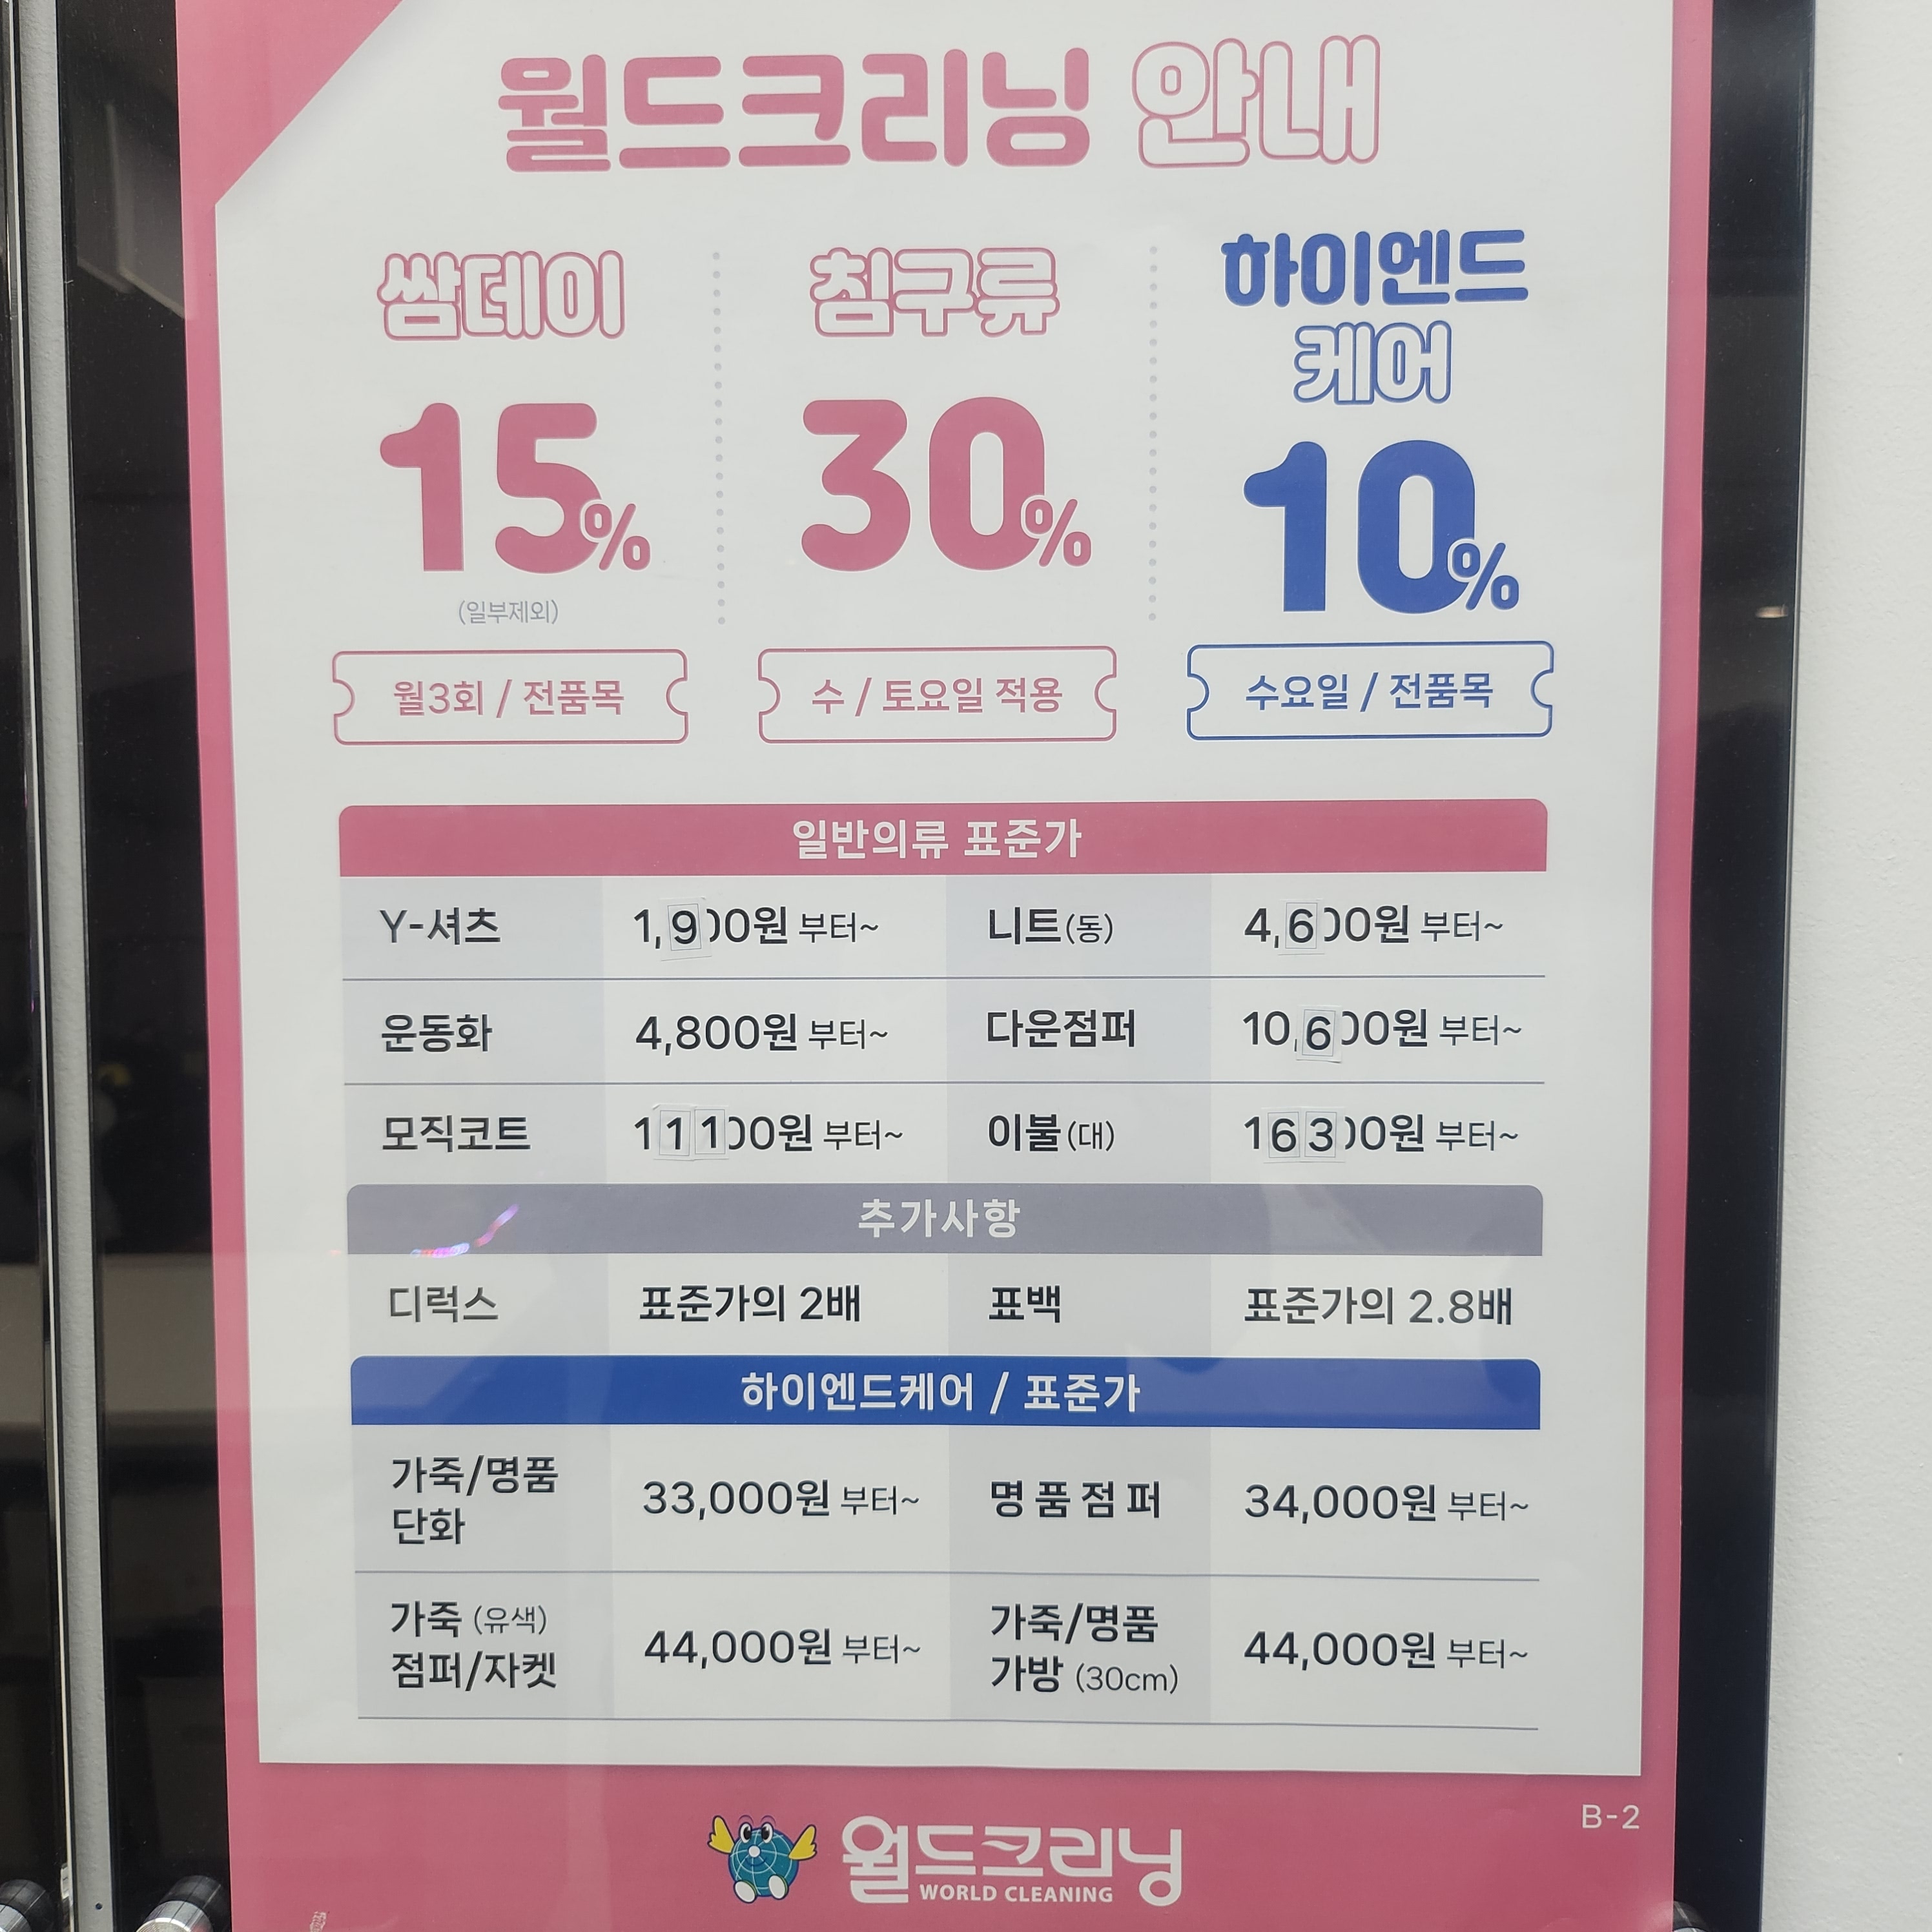 월드크리닝 안내
쌈데이
15%
(일부제외)
월3회 / 전품목
침구류
30%
수 / 토요일 적용
하이엔드
케어
10%
수요일 / 전품목
일반의류 표준가
Y-셔츠 1,900원 부터~ 니트(동) 4,600원 부터~
운동화 4,800원 부터~ 다운점퍼 10,600원 부터~
모직코트 11100원 부터~ 이불(대) 16300원 부터~
추가사항
디럭스 표준가의 2배 표백 표준가의 2.8배
하이엔드케어 / 표준가
가죽/명품
단화
33,000원 부터~
명품점퍼
34,000원 부터~
가죽 (유색)
점퍼/자켓
44,000원 부터~
가죽/명품
가방 (30cm)
44,000원 부터~
B-2
월드크리닝
WORLD CLEANING